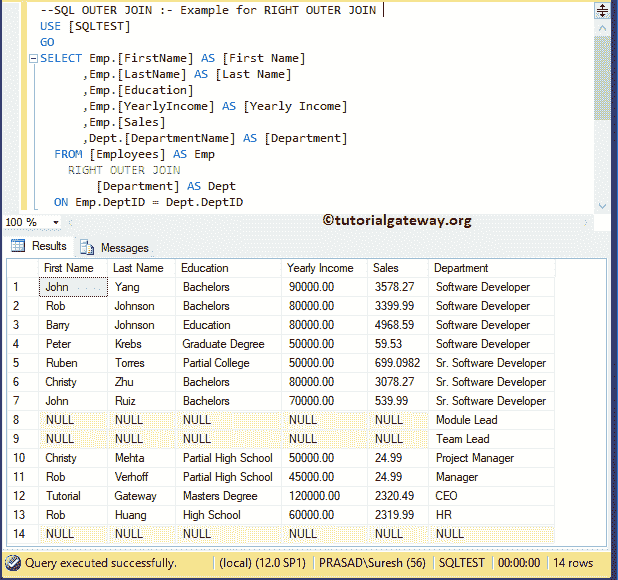 --SQL OUTER JOIN :- Example for RIGHT OUTER JOIN
USE [SQLTEST]
GO
SELECT Emp.[FirstName] AS [First Name]
,Emp.[LastName] AS [Last Name]
,Emp.[Education]
,Emp.[YearlyIncome] AS [Yearly Income]
,Emp.[Sales]
,Dept.[DepartmentName] AS [Department]
FROM [Employees] AS Emp
RIGHT OUTER JOIN
[Department] AS Dept
ON Emp.DeptID = Dept.DeptID
100 %
©tutorialgateway.org
Results Messages
First Name Last Name Education Yearly Income Sales Department
1 John Yang Bachelors 90000.00 3578.27 Software Developer
2 Rob Johnson Bachelors 80000.00 3399.99 Software Developer
3 Barry Johnson Education 80000.00 4968.59 Software Developer
4 Peter Krebs Graduate Degree 50000.00 59.53 Software Developer
5 Ruben Torres Partial College 50000.00 699.0982 Sr. Software Developer
6 Christy Zhu Bachelors 80000.00 3078.27 Sr. Software Developer
7 John Ruiz Bachelors 70000.00 539.99 Sr. Software Developer
8 NULL NULL NULL NULL NULL Module Lead
9 NULL NULL NULL NULL NULL Team Lead
10 Christy Mehta Partial High School 50000.00 24.99 Project Manager
11 Rob Verhoff Partial High School 45000.00 24.99 Manager
12 Tutorial Gateway Masters Degree 120000.00 2320.49 CEO
13 Rob Huang High School 60000.00 2319.99 HR
14 NULL NULL NULL NULL NULL NULL
Query executed successfully. (local) (12.0 SP1) PRASAD\Suresh (56) SQLTEST 00:00:00 14 rows